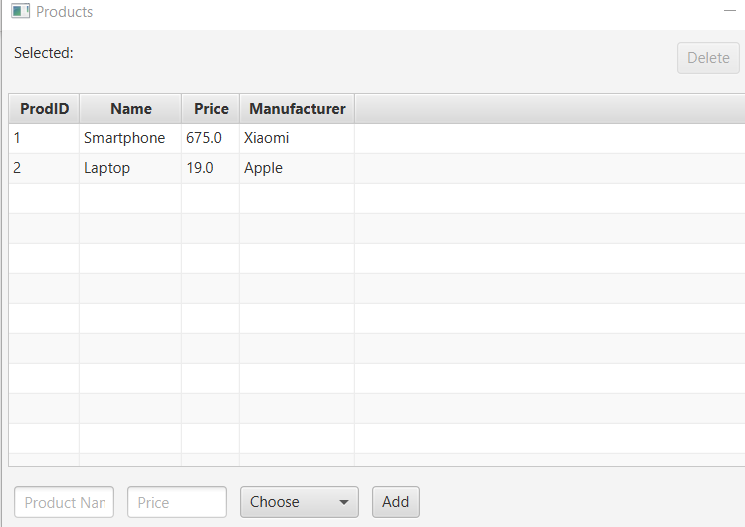 Products
Selected:
Delete
ProdID Name Price Manufacturer
1 Smartphone 675.0 Xiaomi
2 Laptop 19.0 Apple
Product Nan Price Choose Add